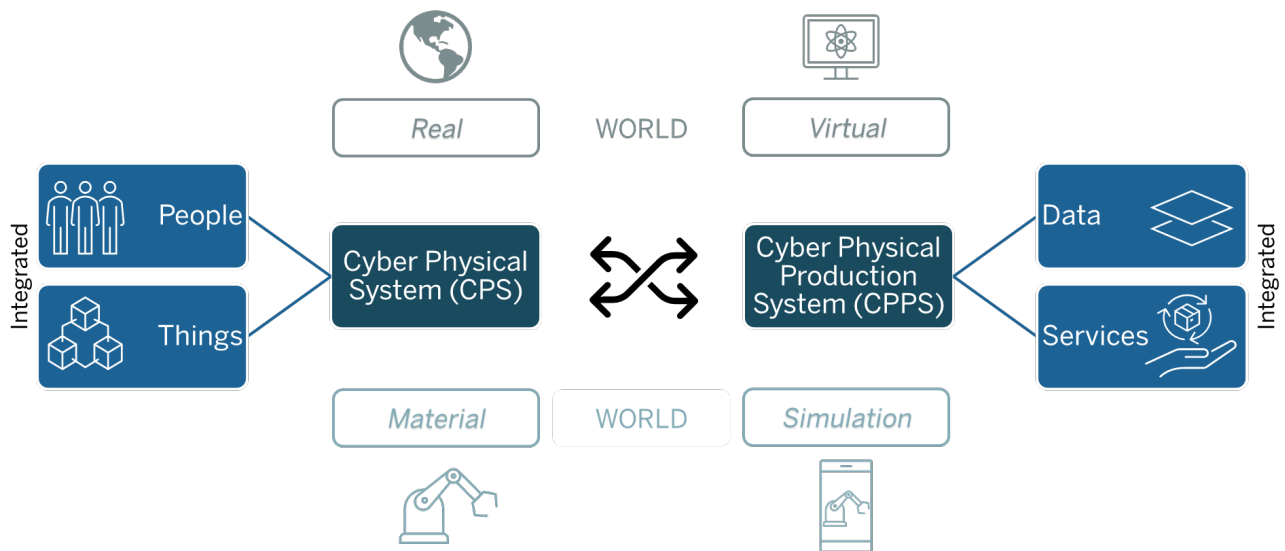 Real
WORLD
Virtual
Integrated
People
Things
Cyber Physical
System (CPS)
Cyber Physical
Production
System (CPPS)
Data
Services
Integrated
Material
WORLD
Simulation